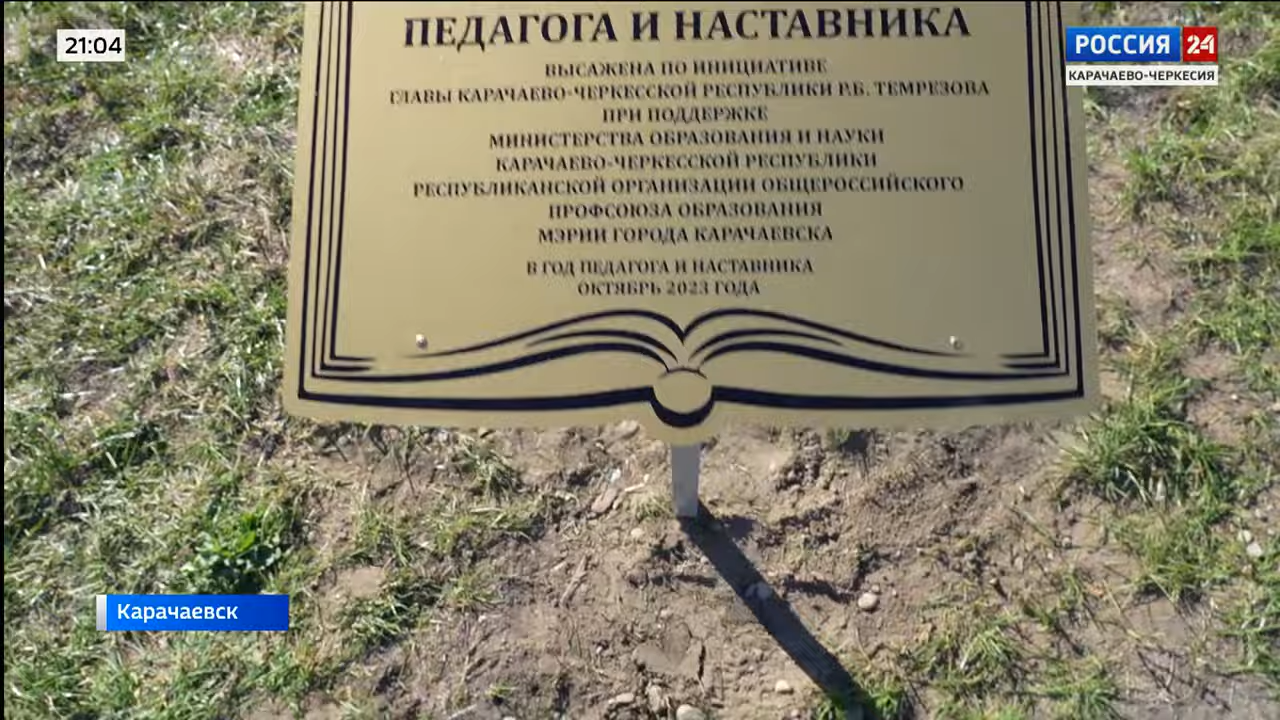 21:04
ПЕДАГОГА И НАСТАВНИКА
РОССИЯ 24
КАРАЧАЕВО-ЧЕРКЕСИЯ
ВЫСАЖЕНА ПО ИНИЦИАТИВЕ
ГЛАВЫ КАРАЧАЕВО-ЧЕРКЕССКОЙ РЕСПУБЛИКИ Р.Б. ТЕМРЕЗОВА
ПРИ ПОДДЕРЖКЕ
МИНИСТЕРСТВА ОБРАЗОВАНИЯ И НАУКИ
КАРАЧАЕВО-ЧЕРКЕССКОЙ РЕСПУБЛИКИ
РЕСПУБЛИКАНСКОЙ ОРГАНИЗАЦИИ ОБЩЕРОССИЙСКОГО
ПРОФСОЮЗА ОБРАЗОВАНИЯ
МЭРИИ ГОРОДА КАРАЧАЕВСКА
В ГОД ПЕДАГОГА И НАСТАВНИКА
ОКТЯБРЬ 2023 ГОДА
Карачаевск